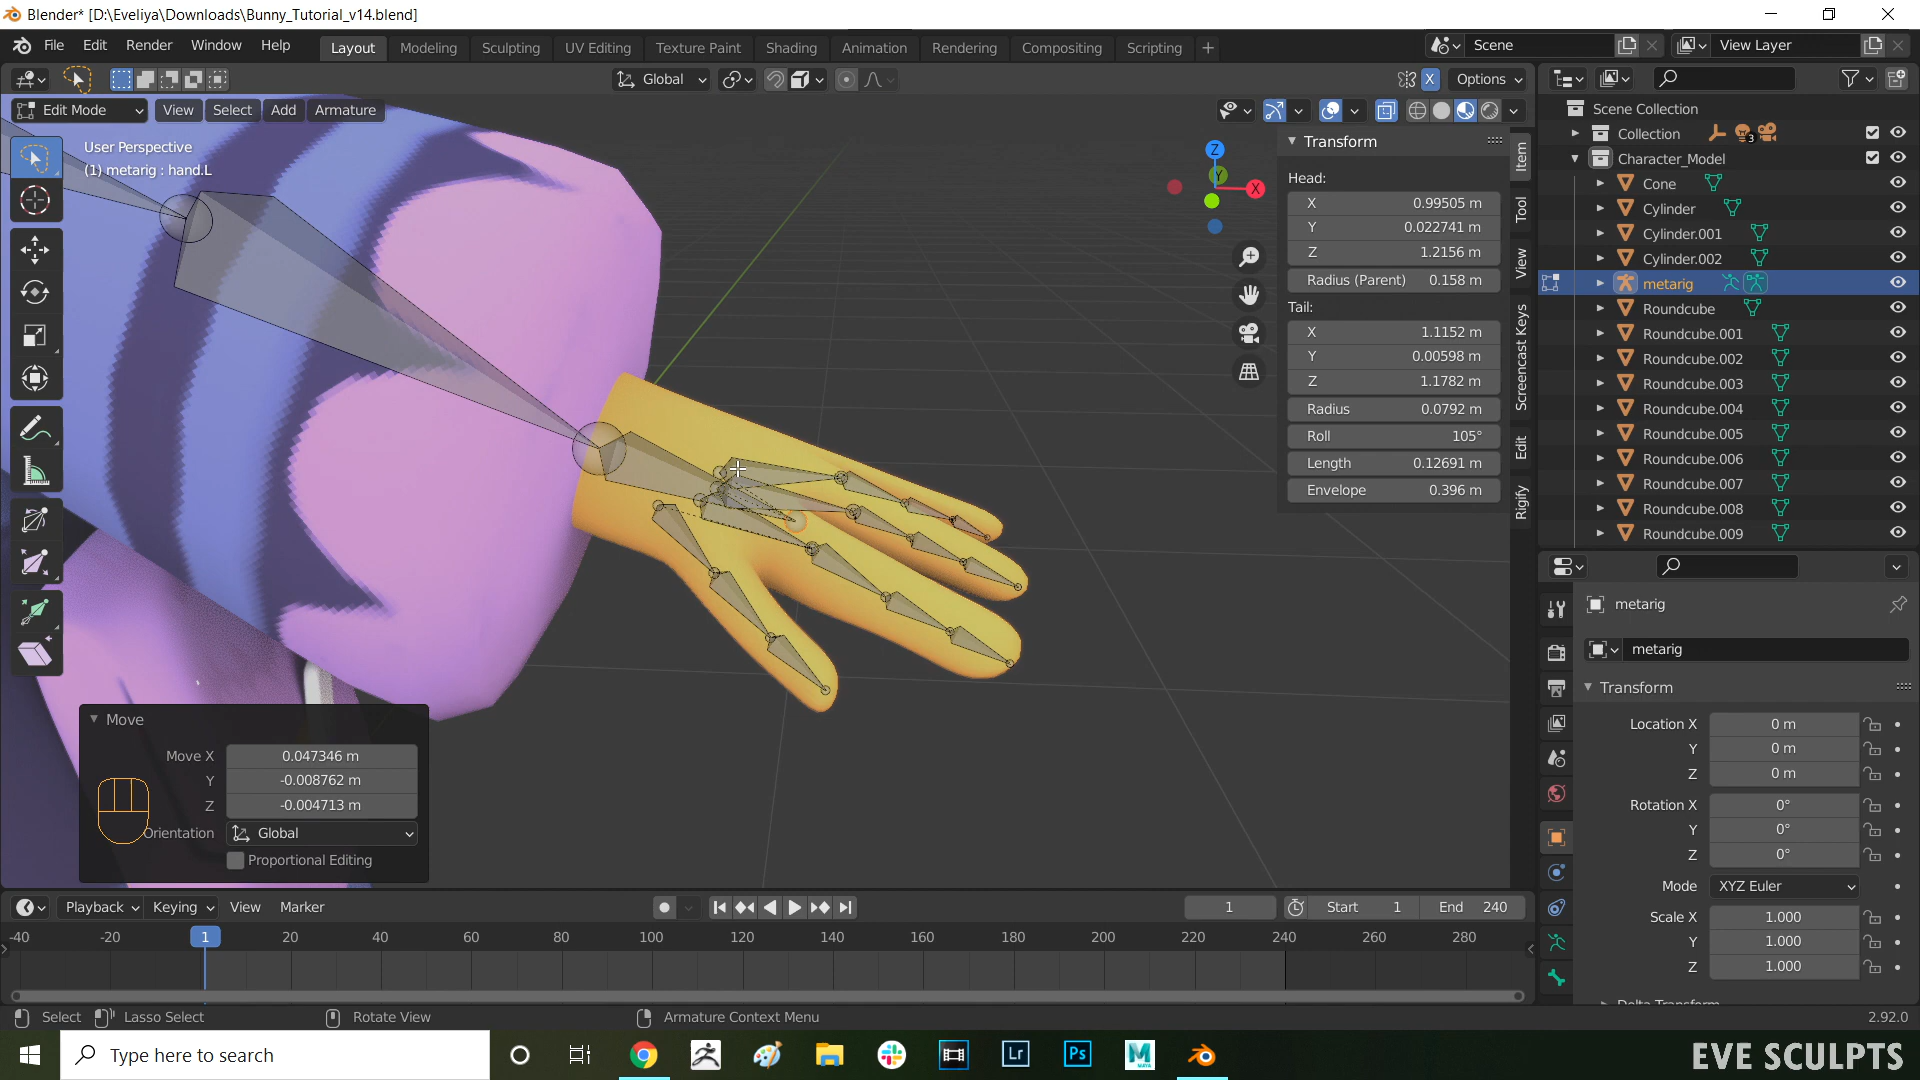 Blender* [D:\Eveliya\Downloads\Bunny_Tutorial_v14.blend]
File Edit Render Window Help
Layout Modeling Sculpting UV Editing Texture Paint Shading Animation Rendering Compositing Scripting +
Scene
View Layer
Global
X
Options
Edit Mode View Select Add Armature
User Perspective
(1) metarig : hand.L
Z
Y
X
Transform
Head:
X 0.99505 m
Y 0.022741 m
Z 1.2156 m
Radius (Parent) 0.158 m
Tail:
X 1.1152 m
Y 0.00598 m
Z 1.1782 m
Radius 0.0792 m
Roll 105°
Length 0.12691 m
Envelope 0.396 m
Item
Tool
View
Screencast Keys
Edit
Rigify
Scene Collection
Collection 3
Character_Model
Cone
Cylinder
Cylinder.001
Cylinder.002
metarig
Roundcube
Roundcube.001
Roundcube.002
Roundcube.003
Roundcube.004
Roundcube.005
Roundcube.006
Roundcube.007
Roundcube.008
Roundcube.009
metarig
metarig
Transform
Location X 0 m
Y 0 m
Z 0 m
Rotation X 0°
Y 0°
Z 0°
Mode XYZ Euler
Scale X 1.000
Y 1.000
Z 1.000
Delta Transform
Move
Move X 0.047346 m
Y -0.008762 m
Z -0.004713 m
Orientation Global
Proportional Editing
Playback Keying View Marker
1
Start 1
End 240
-40 -20 1 20 40 60 80 100 120 140 160 180 200 220 240 260 280
Select Lasso Select Rotate View Armature Context Menu 2.92.0
Type here to search
Lr
Ps
M
EVE SCULPTS